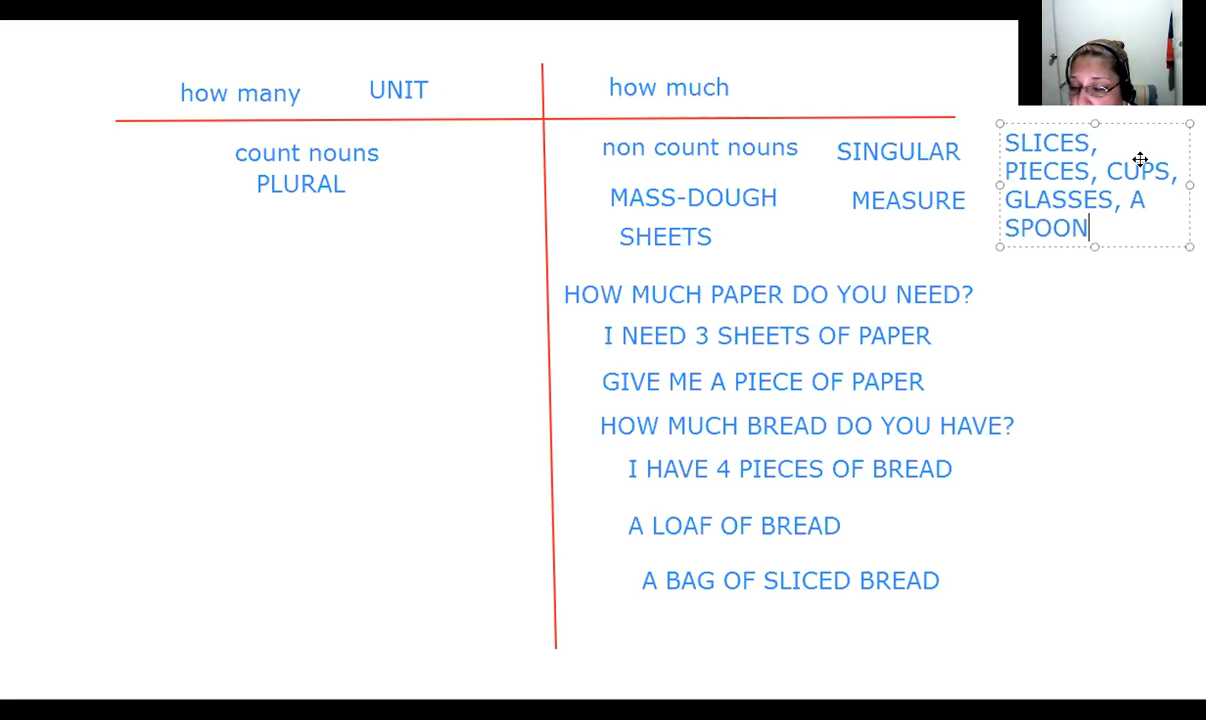 how many UNIT
count nouns
PLURAL
how much
non count nouns SINGULAR
MASS-DOUGH MEASURE
SHEETS
SLICES,
PIECES, CUPS,
GLASSES, A
SPOON
HOW MUCH PAPER DO YOU NEED?
I NEED 3 SHEETS OF PAPER
GIVE ME A PIECE OF PAPER
HOW MUCH BREAD DO YOU HAVE?
I HAVE 4 PIECES OF BREAD
A LOAF OF BREAD
A BAG OF SLICED BREAD